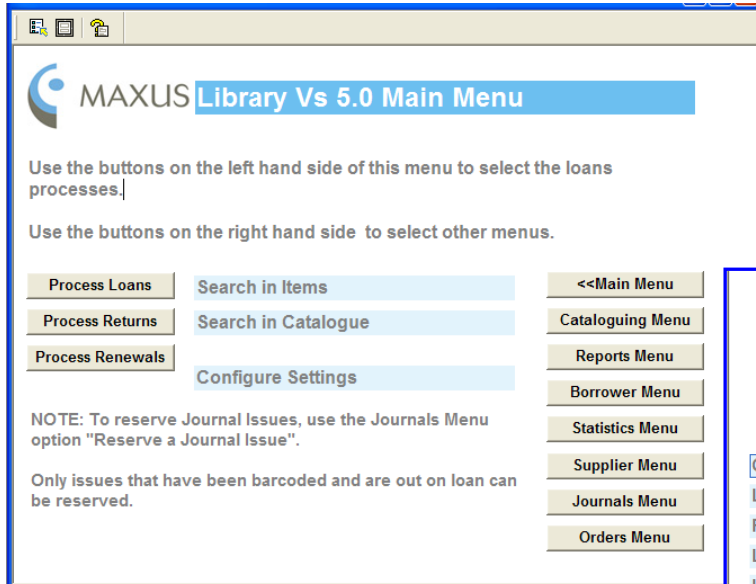 MAXUS Library Vs 5.0 Main Menu
Use the buttons on the left hand side of this menu to select the loans
processes.
Use the buttons on the right hand side to select other menus.
Process Loans
Search in Items
<<Main Menu
Process Returns
Search in Catalogue
Cataloguing Menu
Process Renewals
Reports Menu
Configure Settings
Borrower Menu
NOTE: To reserve Journal Issues, use the Journals Menu
option "Reserve a Journal Issue".
Statistics Menu
Supplier Menu
Only issues that have been barcoded and are out on loan can
be reserved.
Journals Menu
Orders Menu